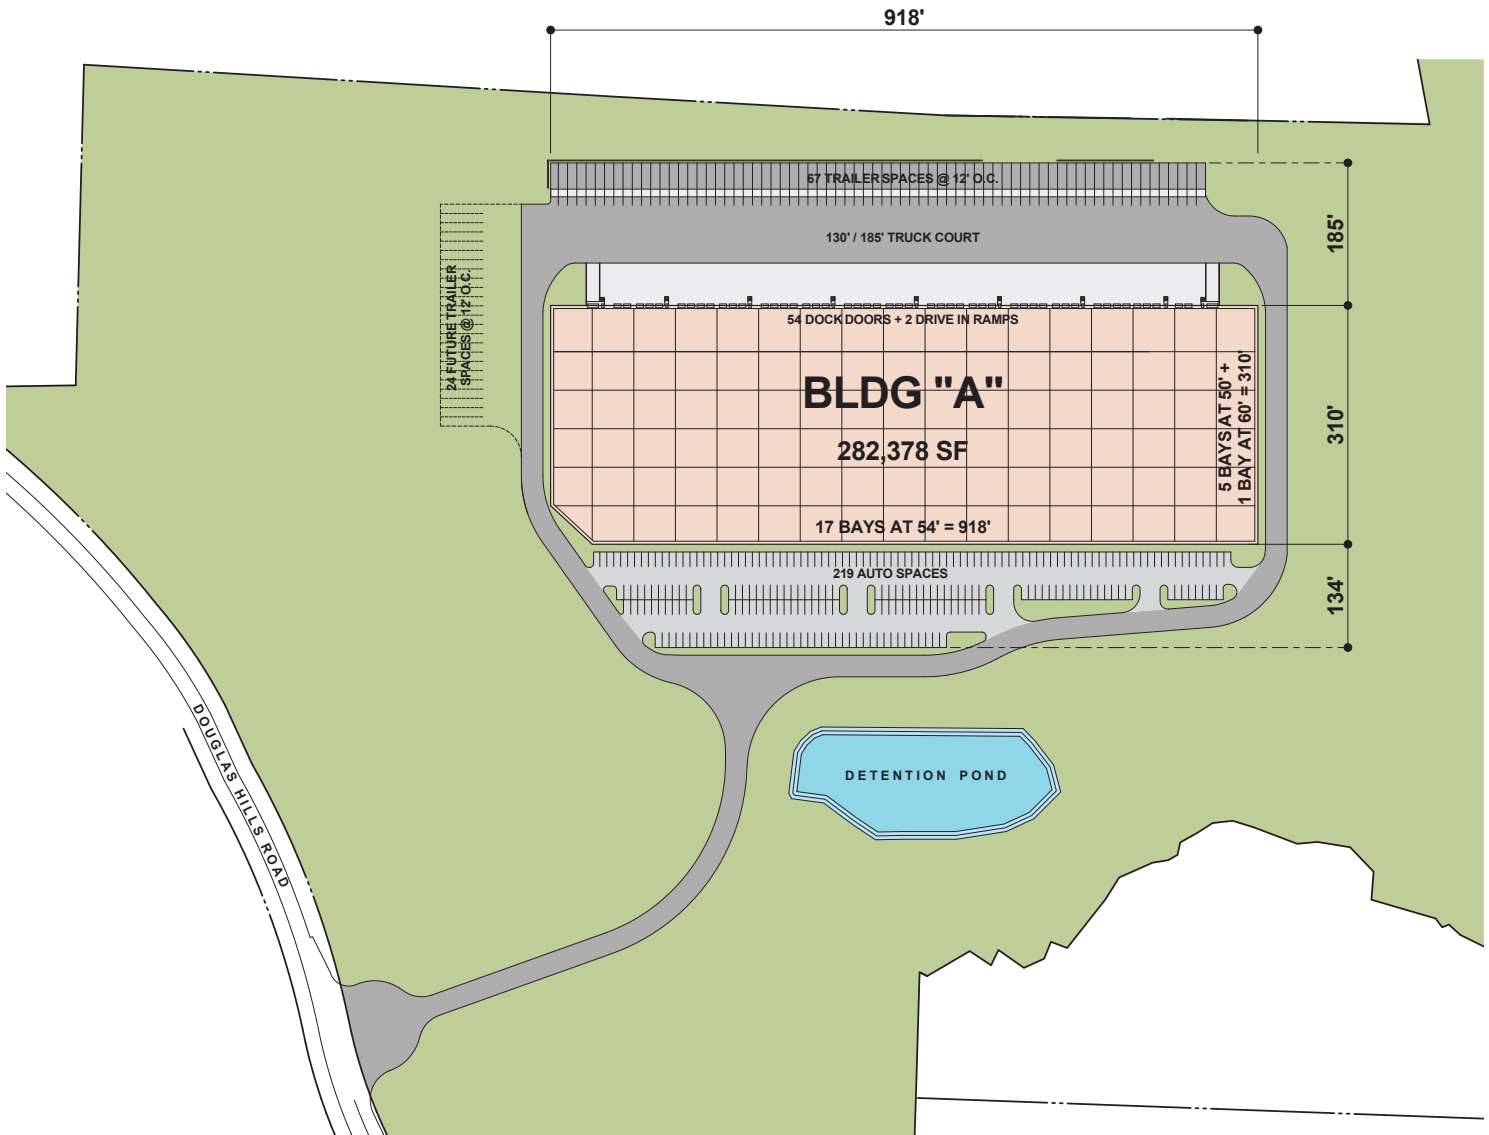 918'
67 TRAILER SPACES @ 12' O.C.
130' / 185' TRUCK COURT
185'
24 FUTURE TRAILER
SPACES @ 12' O.C.
54 DOCK DOORS + 2 DRIVE IN RAMPS
BLDG "A"
282,378 SF
5 BAYS AT 50' +
1 BAY AT 60' = 310'
310'
17 BAYS AT 54' = 918'
219 AUTO SPACES
134'
DOUGLAS HILLS ROAD
DETENTION POND